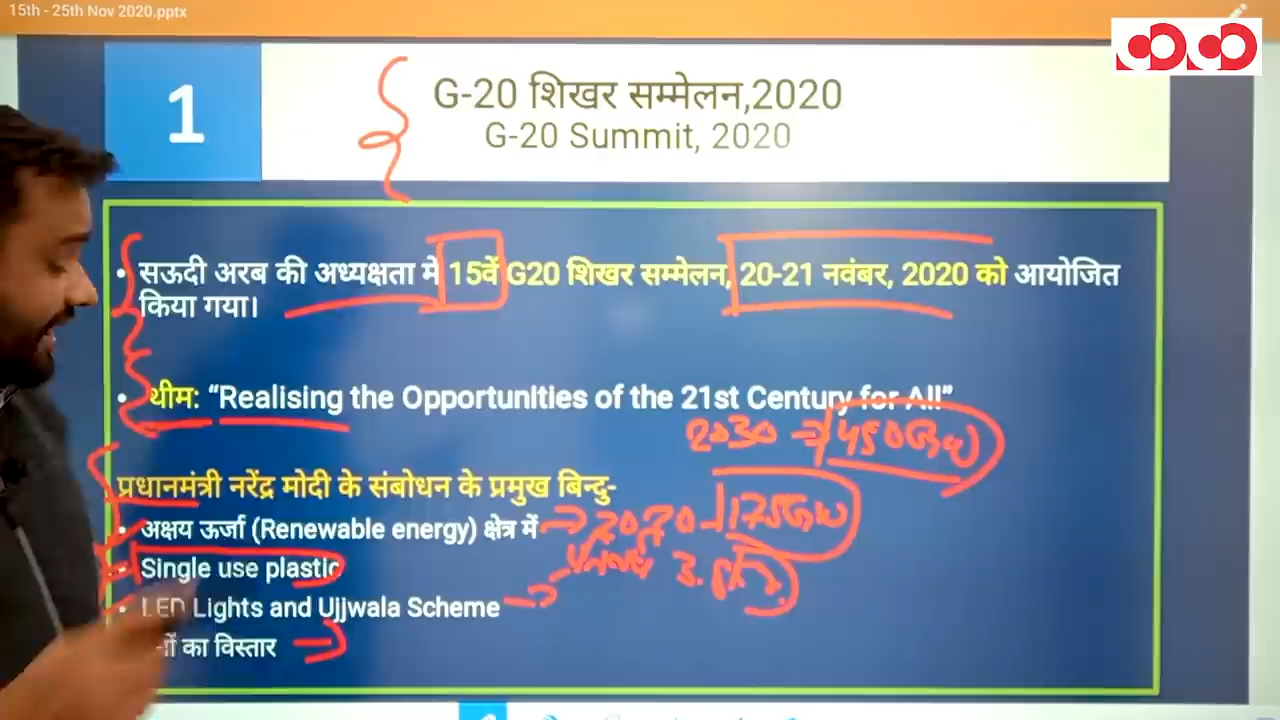 15th - 25th Nov 2020.pptx
1
G-20 शिखर सम्मेलन,2020
G-20 Summit, 2020
• सऊदी अरब की अध्यक्षता में 15वें G20 शिखर सम्मेलन, 20-21 नवंबर, 2020 को आयोजित
किया गया।
• थीम: “Realising the Opportunities of the 21st Century for All”
2030 ⇒ 450GW
प्रधानमंत्री नरेंद्र मोदी के संबोधन के प्रमुख बिन्दु-
• अक्षय ऊर्जा (Renewable energy) क्षेत्र में
175GW
• Single use plastic
• LED Lights and Ujjwala Scheme
का विस्तार